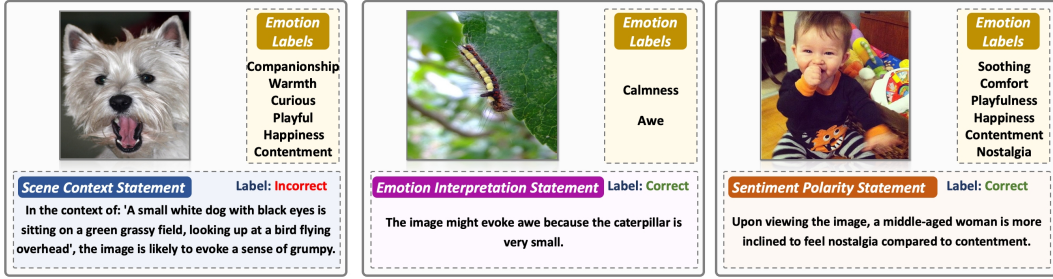 Emotion
Labels
Companionship
Warmth
Curious
Playful
Happiness
Contentment
Scene Context Statement
Label: Incorrect
In the context of: 'A small white dog with black eyes is
sitting on a green grassy field, looking up at a bird flying
overhead', the image is likely to evoke a sense of grumpy.
Emotion
Labels
Calmness
Awe
Emotion Interpretation Statement
Label: Correct
The image might evoke awe because the caterpillar is
very small.
Emotion
Labels
Soothing
Comfort
Playfulness
Happiness
Contentment
Nostalgia
Sentiment Polarity Statement
Label: Correct
Upon viewing the image, a middle-aged woman is more
inclined to feel nostalgia compared to contentment.